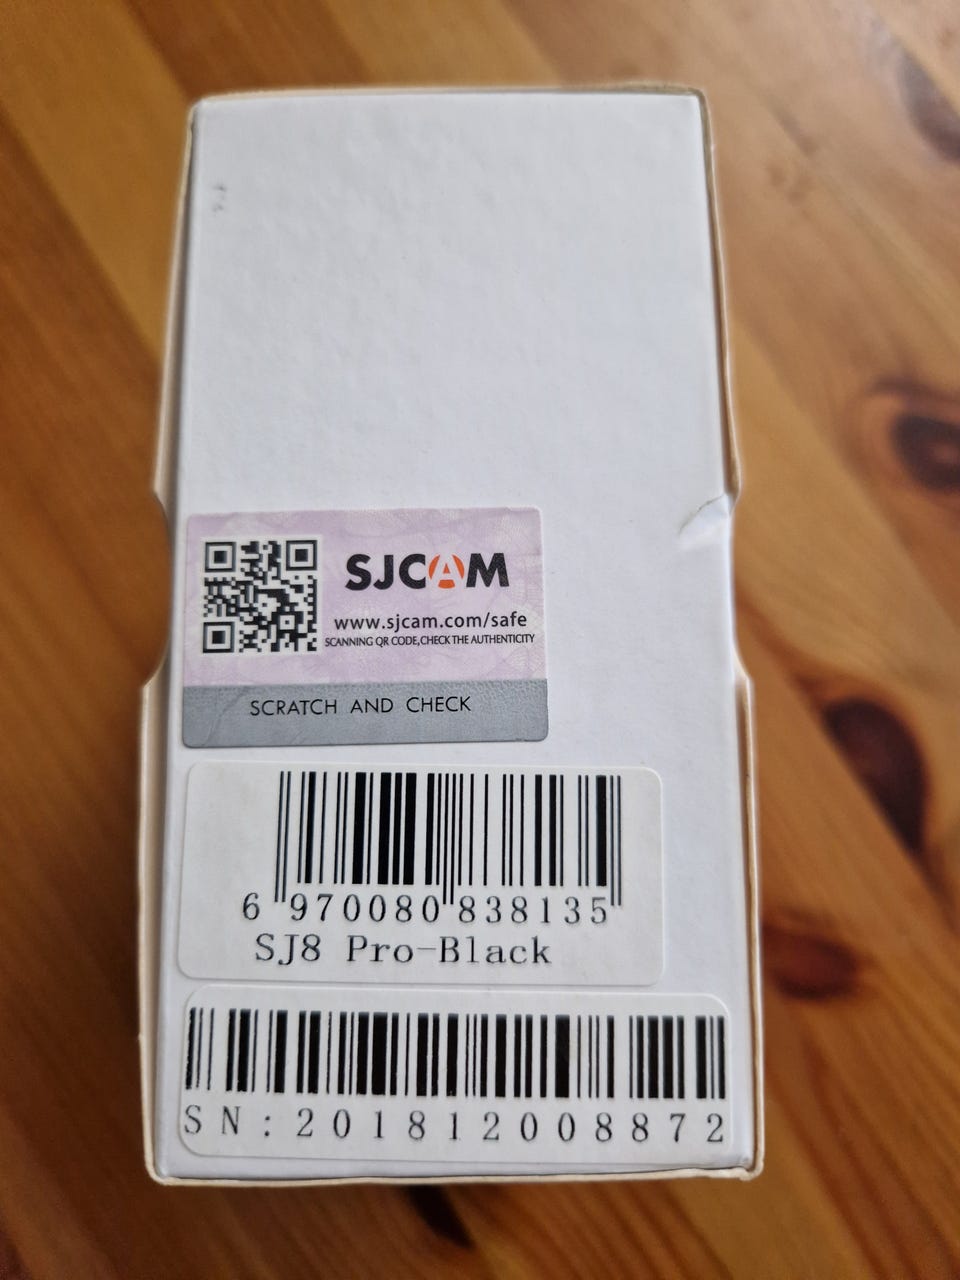 SJCAM
www.sjcam.com/safe
SCANNING QR CODE,CHECK THE AUTHENTICITY
SCRATCH AND CHECK
6 970080 838135
SJ8 Pro-Black
SN:201812008872